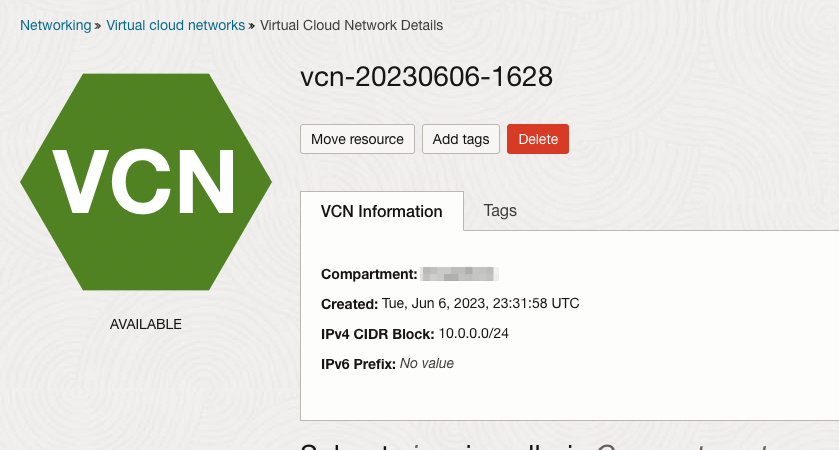 Networking » Virtual cloud networks » Virtual Cloud Network Details
vcn-20230606-1628
Move resource Add tags Delete
VCN
VCN Information Tags
Compartment:
Created: Tue, Jun 6, 2023, 23:31:58 UTC
IPv4 CIDR Block: 10.0.0.0/24
IPv6 Prefix: No value
AVAILABLE